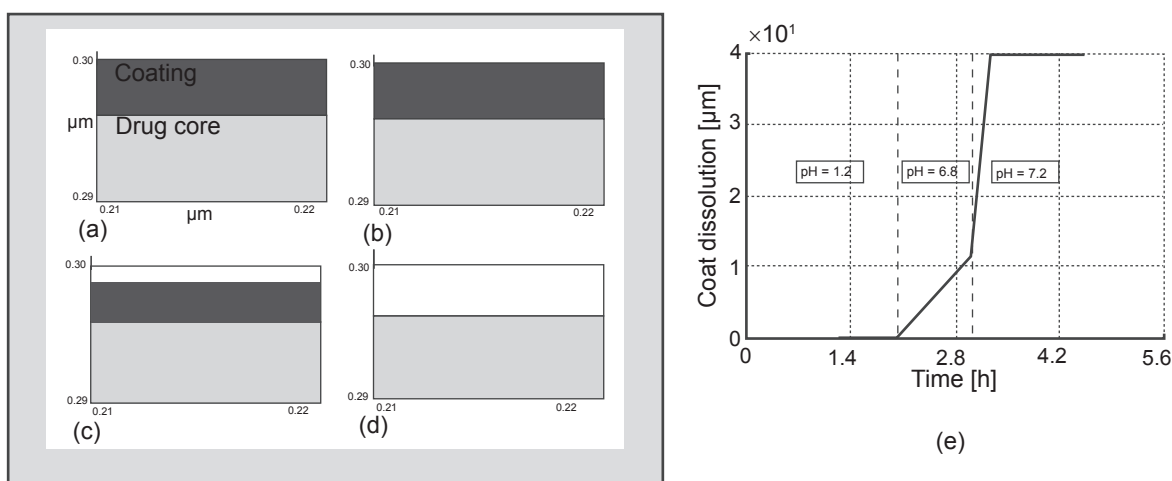 0.30
Coating
μm
Drug core
0.29
0.21
μm
0.22
(a)
0.30
0.29
0.21
0.22
(b)
0.30
0.29
0.21
0.22
(c)
0.30
0.29
0.21
0.22
(d)
×10¹
4
3
2
1
0
Coat dissolution [μm]
pH = 1.2
pH = 6.8
pH = 7.2
0
1.4
2.8
4.2
5.6
Time [h]
(e)